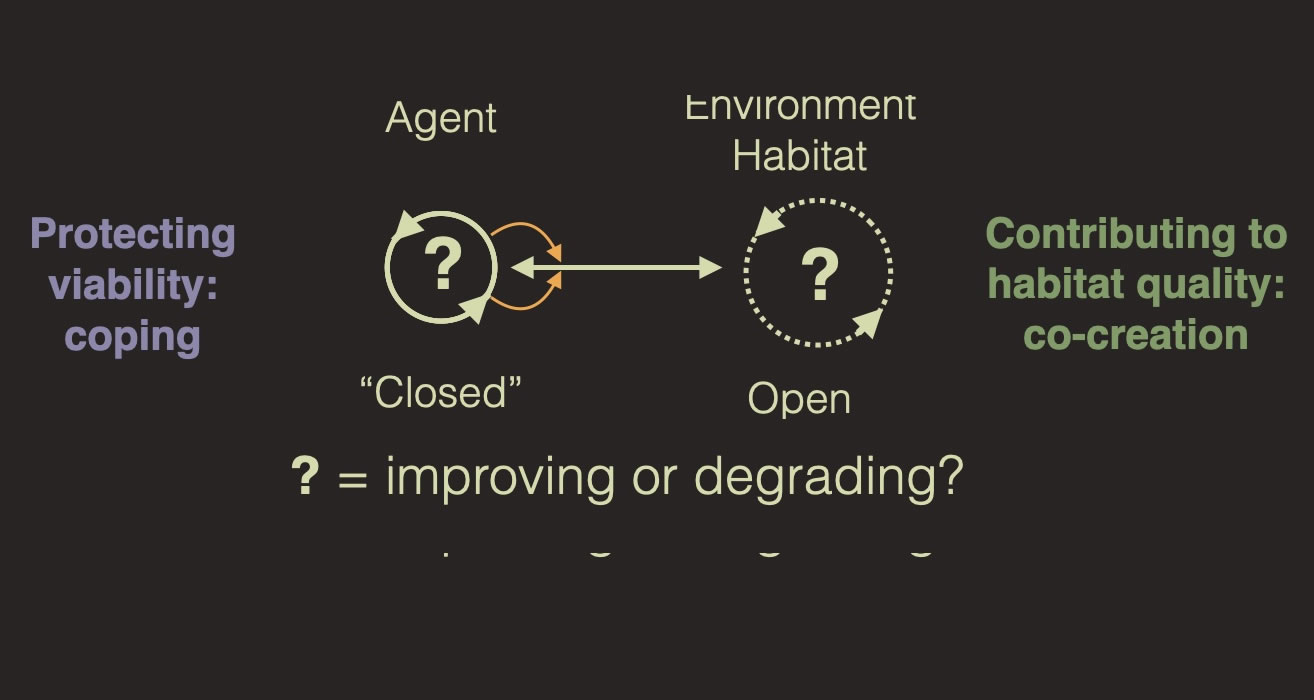 Agent
Environment
Habitat
Protecting
viability:
coping
?
?
Contributing to
habitat quality:
co-creation
“Closed”
Open
? = improving or degrading?